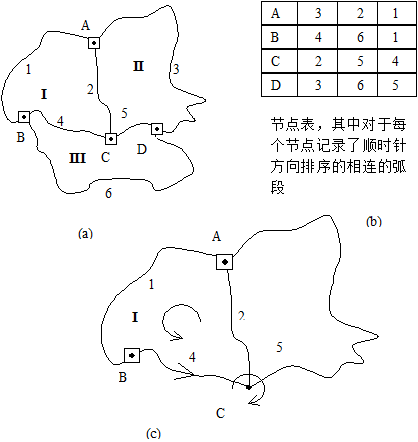 A
1
I
II
2
3
4
5
B
C
D
III
6
(a)
A 3 2 1
B 4 6 1
C 2 5 4
D 3 6 5
节点表，其中对于每
个节点记录了顺时针
方向排序的相连的弧
段
(b)
A
1
I
2
4
5
B
C
(c)